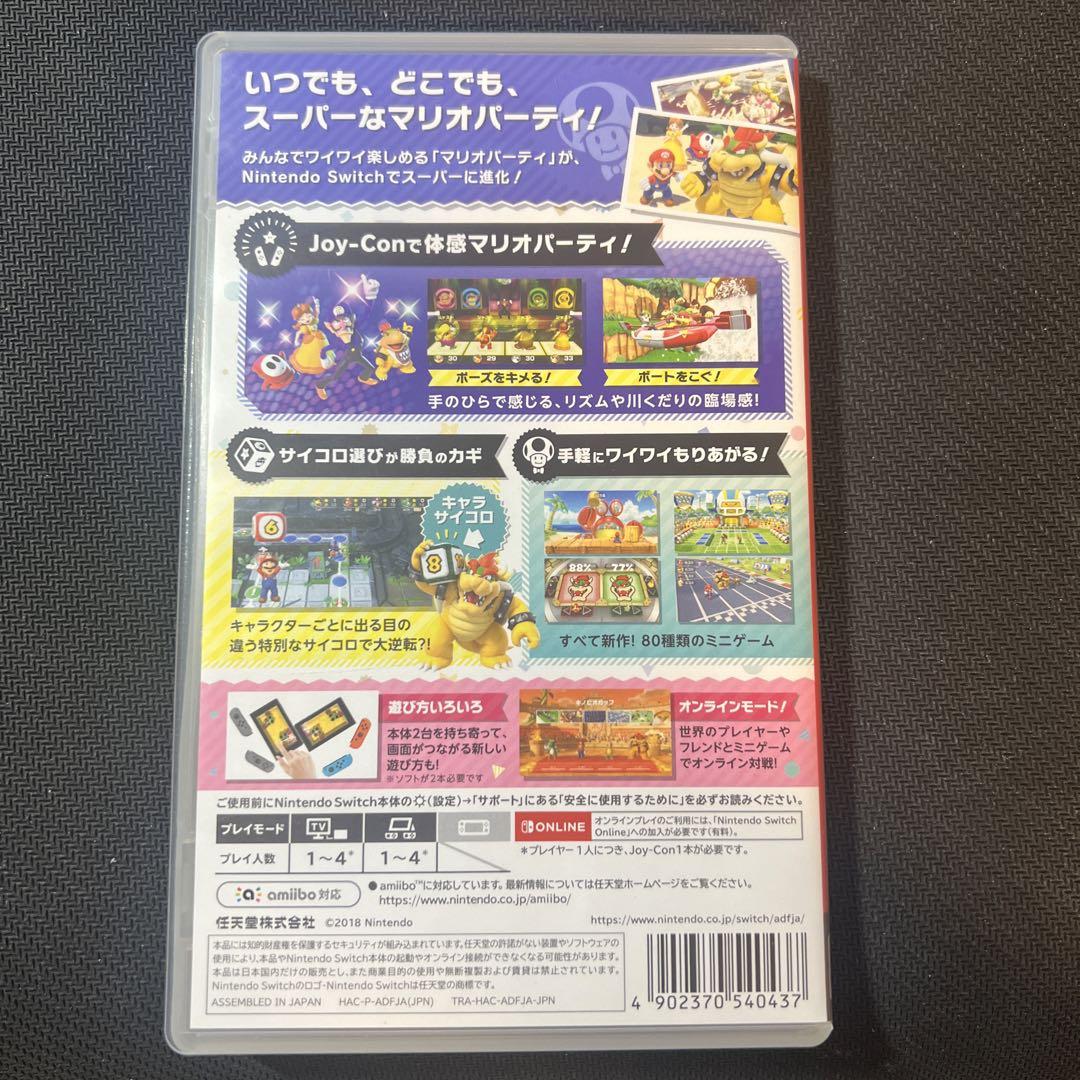 いつでも、どこでも、
スーパーなマリオパーティ!
みんなでワイワイ楽しめる「マリオパーティ」が、
Nintendo Switchでスーパーに進化!
Joy-Conで体感マリオパーティ!
30 29 30 33
ポーズをキメる!
ボートをこぐ!
手のひらで感じる、リズムや川くだりの臨場感!
サイコロ選びが勝負のカギ
キャラ
サイコロ
6
8
キャラクターごとに出る目の
違う特別なサイコロで大逆転?!
手軽にワイワイもりあがる!
88% 77%
すべて新作! 80種類のミニゲーム
遊び方いろいろ
本体2台を持ち寄って、
画面がつながる新しい
遊び方も!
※ソフトが2本必要です
キノピオカップ
オンラインモード!
世界のプレイヤーや
フレンドとミニゲーム
でオンライン対戦!
ご使用前にNintendo Switch本体の(設定)→「サポート」にある「安全に使用するために」を必ずお読みください。
プレイモード TV
プレイ人数 1～4* 1～4*
ONLINE
オンラインプレイのご利用には、「Nintendo Switch
Online」への加入が必要です(有料)。
*プレイヤー1人につき、Joy-Con1本が必要です。
amiibo対応
●amiibo™に対応しています。最新情報については任天堂ホームページをご覧ください。
https://www.nintendo.co.jp/amiibo/
任天堂株式会社 ©2018 Nintendo
https://www.nintendo.co.jp/switch/adfja/
本品には知的財産権を保護するセキュリティが組み込まれています。任天堂の許諾がない装置やソフトウェアの
使用により、本品やNintendo Switch本体の起動やオンライン接続ができなくなる可能性があります。
本品は日本国内だけの販売とし、また商業目的の使用や無断複製および賃貸は禁止されています。
Nintendo Switchのロゴ・Nintendo Switchは任天堂の商標です。
ASSEMBLED IN JAPAN HAC-P-ADFJA(JPN) TRA-HAC-ADFJA-JPN
4 902370 540437